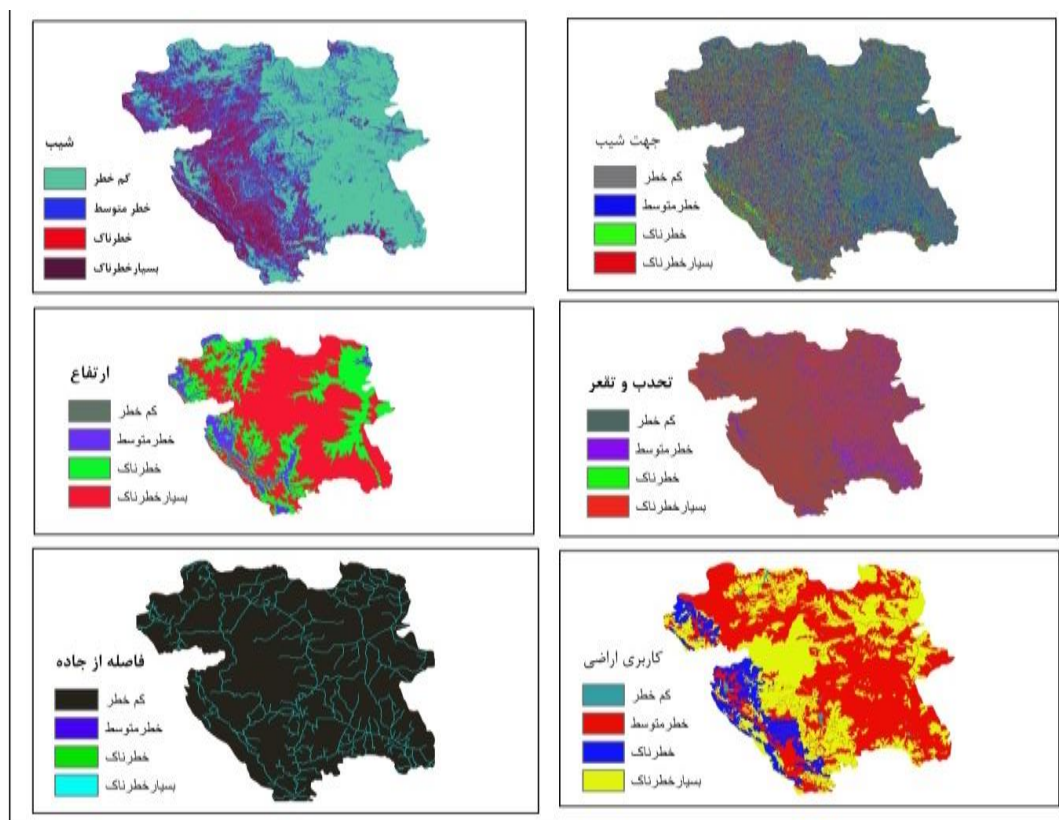 شیب
کم خطر
خطر متوسط
خطرناک
بسیارخطرناک
جهت شیب
کم خطر
خطرمتوسط
خطرناک
بسیارخطرناک
ارتفاع
کم خطر
خطرمتوسط
خطرناک
بسیارخطرناک
تحدب و تقعر
کم خطر
خطرمتوسط
خطرناک
بسیارخطرناک
فاصله از جاده
کم خطر
خطرمتوسط
خطرناک
بسیارخطرناک
کاربری اراضی
کم خطر
خطرمتوسط
خطرناک
بسیارخطرناک